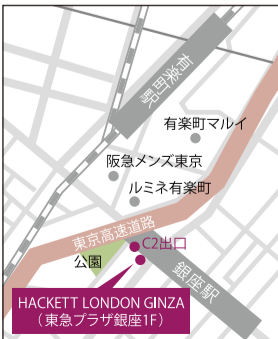 有楽町駅
有楽町マルイ
阪急メンズ東京
ルミネ有楽町
東京高速道路
C2出口
公園
銀座駅
HACKETT LONDON GINZA
（東急プラザ銀座1F）